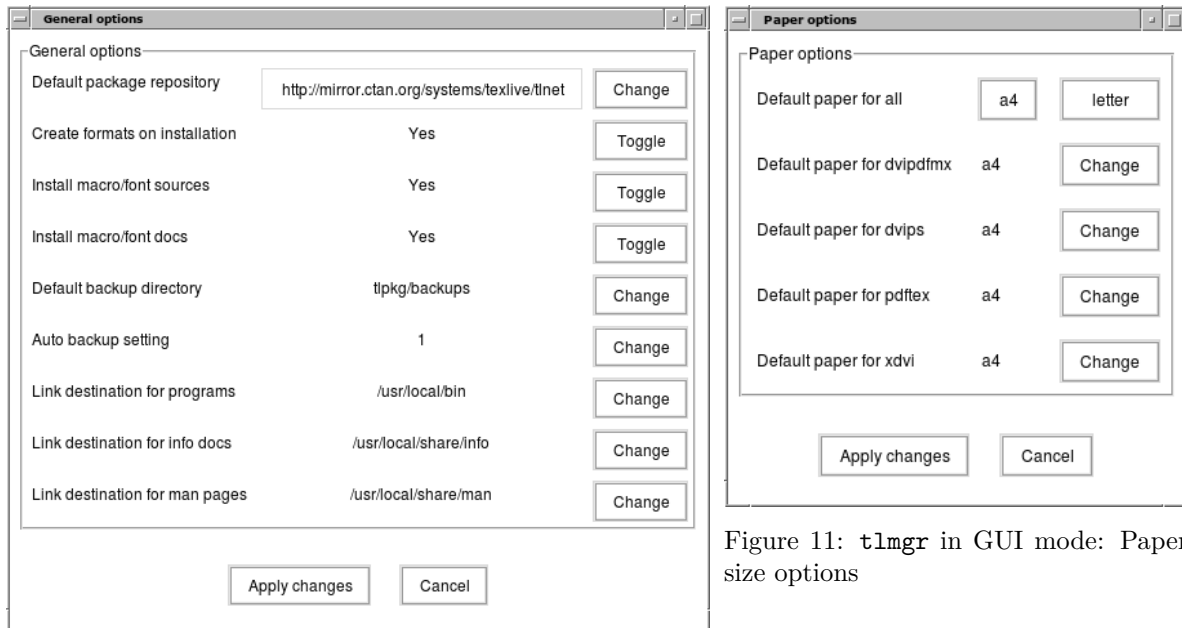 General options
General options
Default package repository http://mirror.ctan.org/systems/texlive/tlnet Change
Create formats on installation Yes Toggle
Install macro/font sources Yes Toggle
Install macro/font docs Yes Toggle
Default backup directory tlpkg/backups Change
Auto backup setting 1 Change
Link destination for programs /usr/local/bin Change
Link destination for info docs /usr/local/share/info Change
Link destination for man pages /usr/local/share/man Change
Apply changes Cancel
Paper options
Paper options
Default paper for all a4 letter
Default paper for dvipdfmx a4 Change
Default paper for dvips a4 Change
Default paper for pdftex a4 Change
Default paper for xdvi a4 Change
Apply changes Cancel
Figure 11: tlmgr in GUI mode: Paper
size options